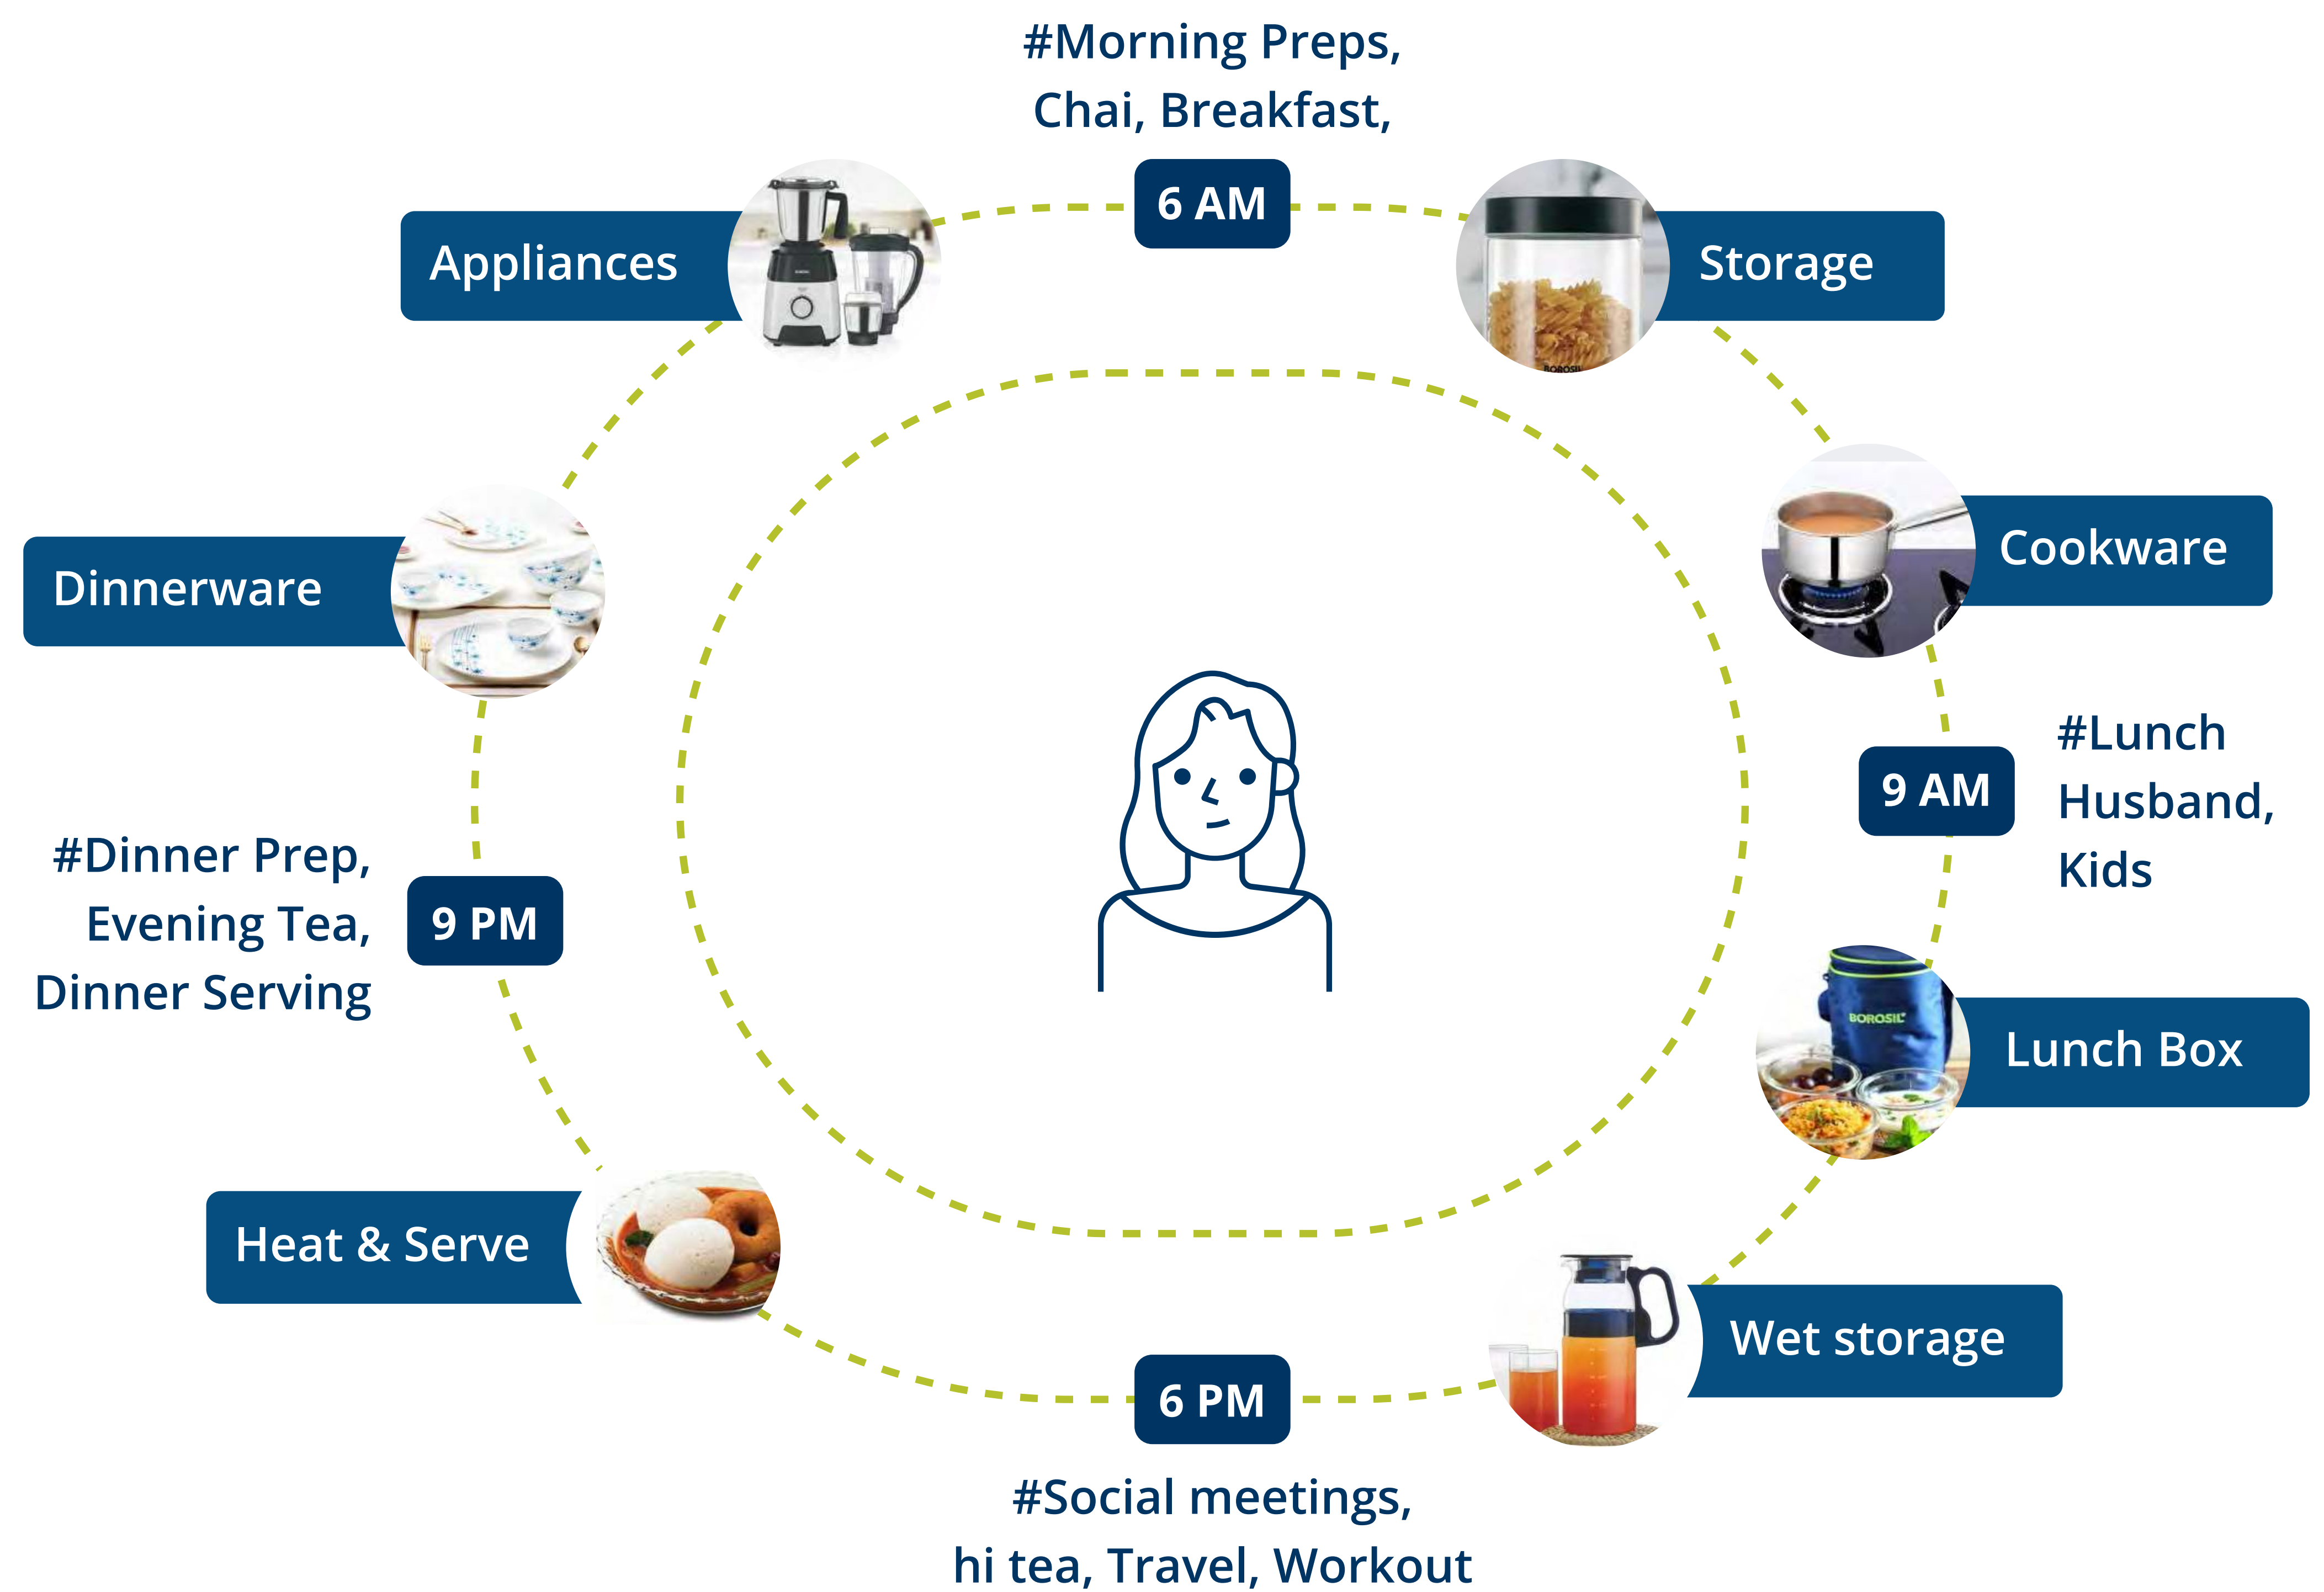 #Morning Preps,
Chai, Breakfast,
6 AM
Appliances
Storage
BOROSIL
Cookware
Dinnerware
#Lunch
Husband,
Kids
9 AM
#Dinner Prep,
Evening Tea,
Dinner Serving
9 PM
BOROSIL
Lunch Box
Heat & Serve
Wet storage
6 PM
#Social meetings,
hi tea, Travel, Workout